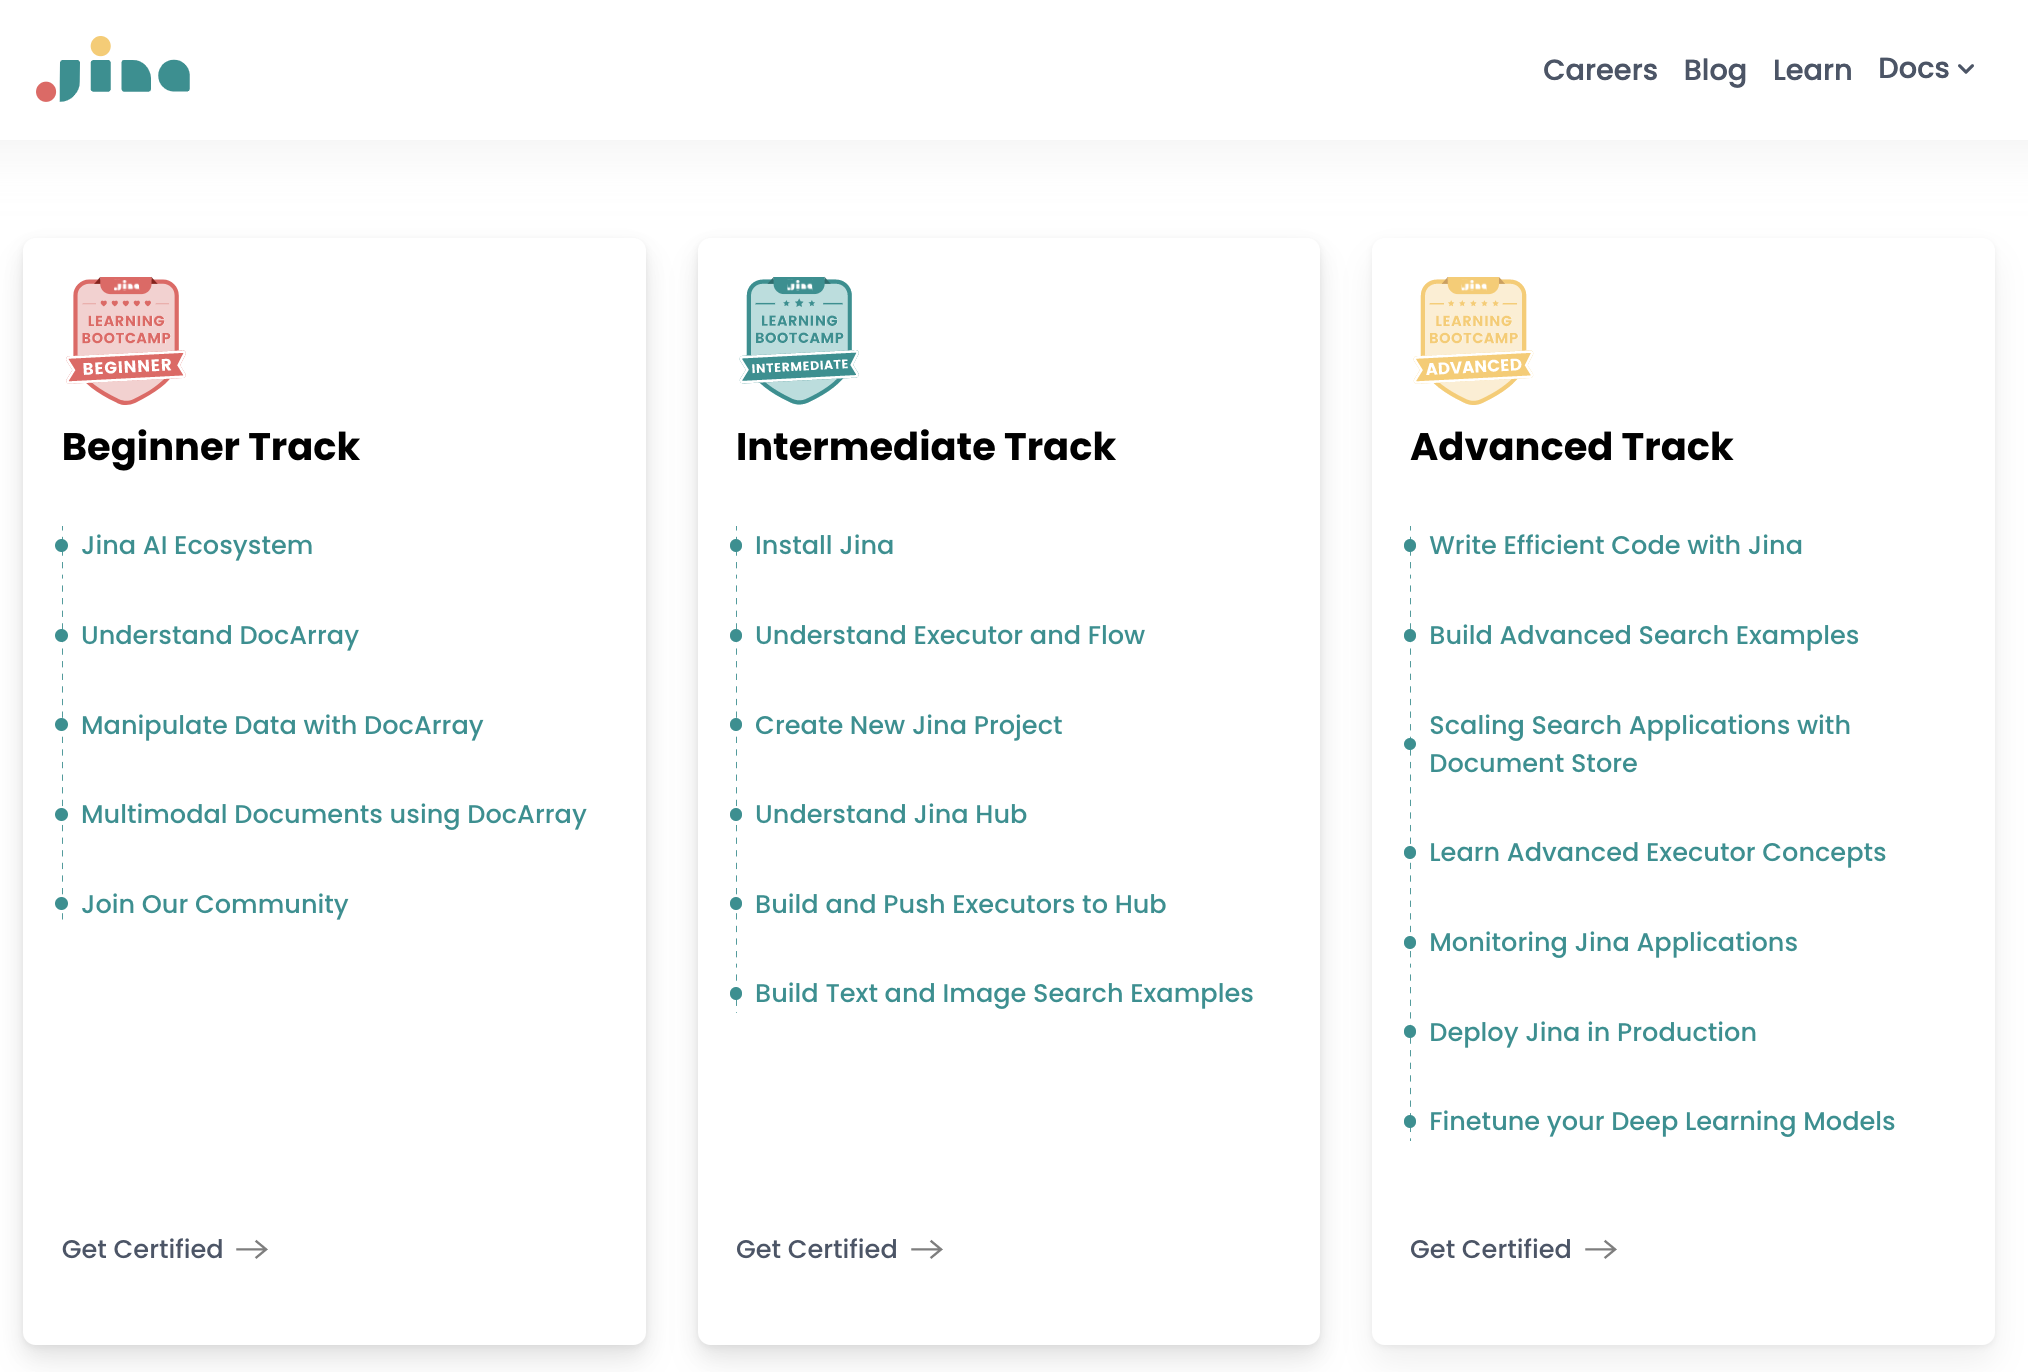 Jina
Careers Blog Learn Docs
Jina
LEARNING
BOOTCAMP
BEGINNER
Beginner Track
Jina AI Ecosystem
Understand DocArray
Manipulate Data with DocArray
Multimodal Documents using DocArray
Join Our Community
Get Certified
Jina
LEARNING
BOOTCAMP
INTERMEDIATE
Intermediate Track
Install Jina
Understand Executor and Flow
Create New Jina Project
Understand Jina Hub
Build and Push Executors to Hub
Build Text and Image Search Examples
Get Certified
Jina
LEARNING
BOOTCAMP
ADVANCED
Advanced Track
Write Efficient Code with Jina
Build Advanced Search Examples
Scaling Search Applications with
Document Store
Learn Advanced Executor Concepts
Monitoring Jina Applications
Deploy Jina in Production
Finetune your Deep Learning Models
Get Certified